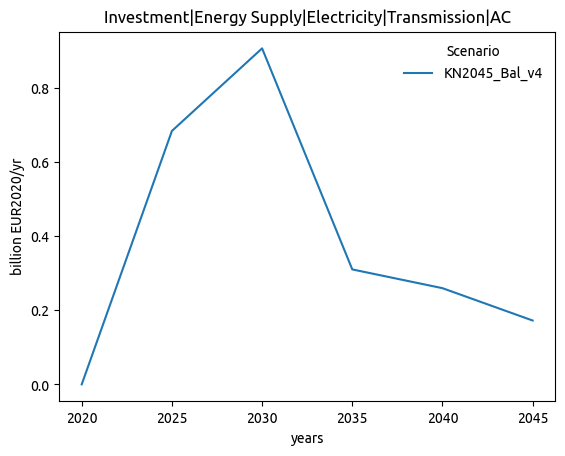 Investment|Energy Supply|Electricity|Transmission|AC
Scenario
KN2045_Bal_v4
billion EUR2020/yr
0.8
0.6
0.4
0.2
0.0
2020 2025 2030 2035 2040 2045
years